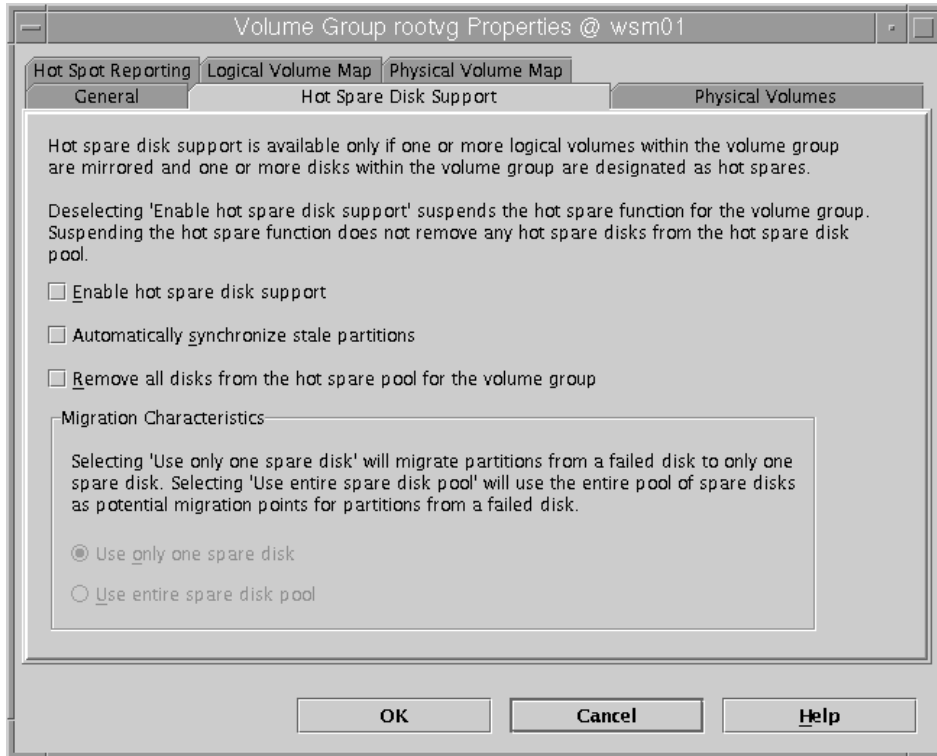 Volume Group rootvg Properties @ wsm01
Hot Spot Reporting Logical Volume Map Physical Volume Map
General Hot Spare Disk Support Physical Volumes
Hot spare disk support is available only if one or more logical volumes within the volume group
are mirrored and one or more disks within the volume group are designated as hot spares.
Deselecting 'Enable hot spare disk support' suspends the hot spare function for the volume group.
Suspending the hot spare function does not remove any hot spare disks from the hot spare disk
pool.
Enable hot spare disk support
Automatically synchronize stale partitions
Remove all disks from the hot spare pool for the volume group
Migration Characteristics
Selecting 'Use only one spare disk' will migrate partitions from a failed disk to only one
spare disk. Selecting 'Use entire spare disk pool' will use the entire pool of spare disks
as potential migration points for partitions from a failed disk.
Use only one spare disk
Use entire spare disk pool
OK Cancel Help